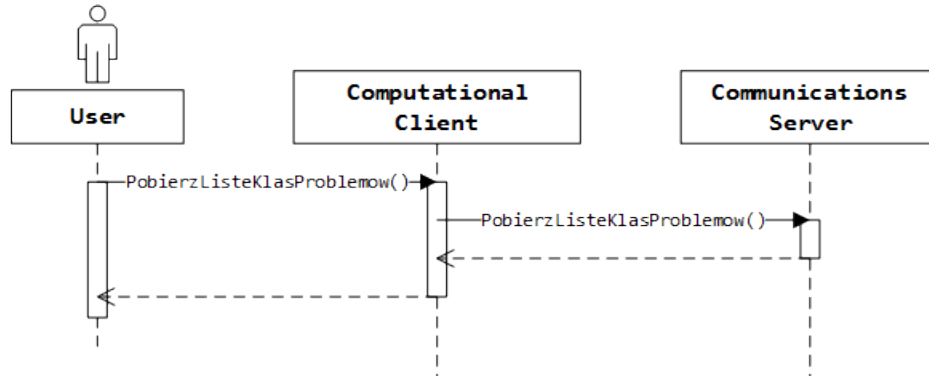 User
Computational
Client
Communications
Server
PobierzListeKlasProblemow()
PobierzListeKlasProblemow()